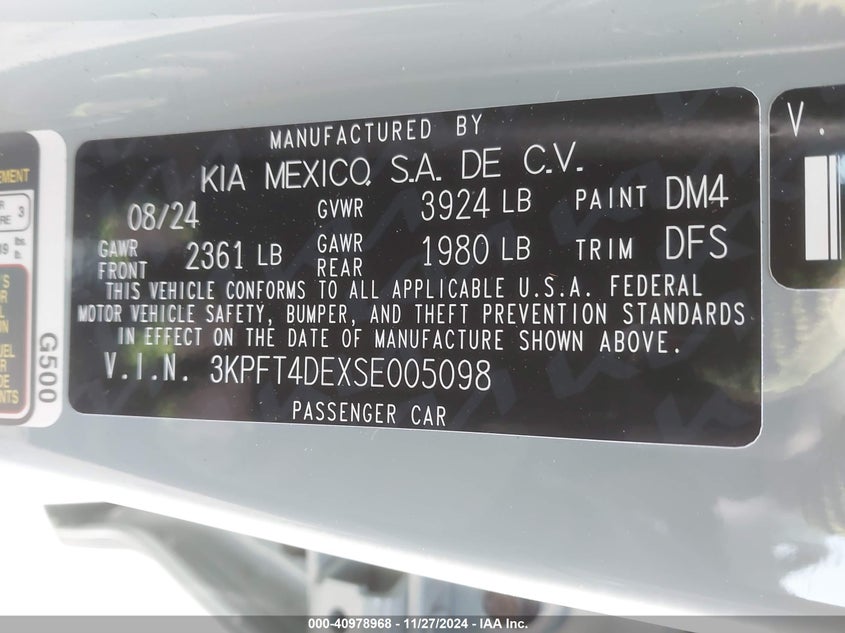 MANUFACTURED BY
KIA MEXICO, S.A. DE C.V.
08/24 GVWR 3924 LB PAINT DM4
GAWR FRONT 2361 LB GAWR REAR 1980 LB TRIM DFS
THIS VEHICLE CONFORMS TO ALL APPLICABLE U.S.A. FEDERAL
MOTOR VEHICLE SAFETY, BUMPER, AND THEFT PREVENTION STANDARDS
IN EFFECT ON THE DATE OF MANUFACTURE SHOWN ABOVE.
V.I.N. 3KPFT4DEXSE005098
PASSENGER CAR
G500
V.
000-40978968 - 11/27/2024 - IAA Inc.